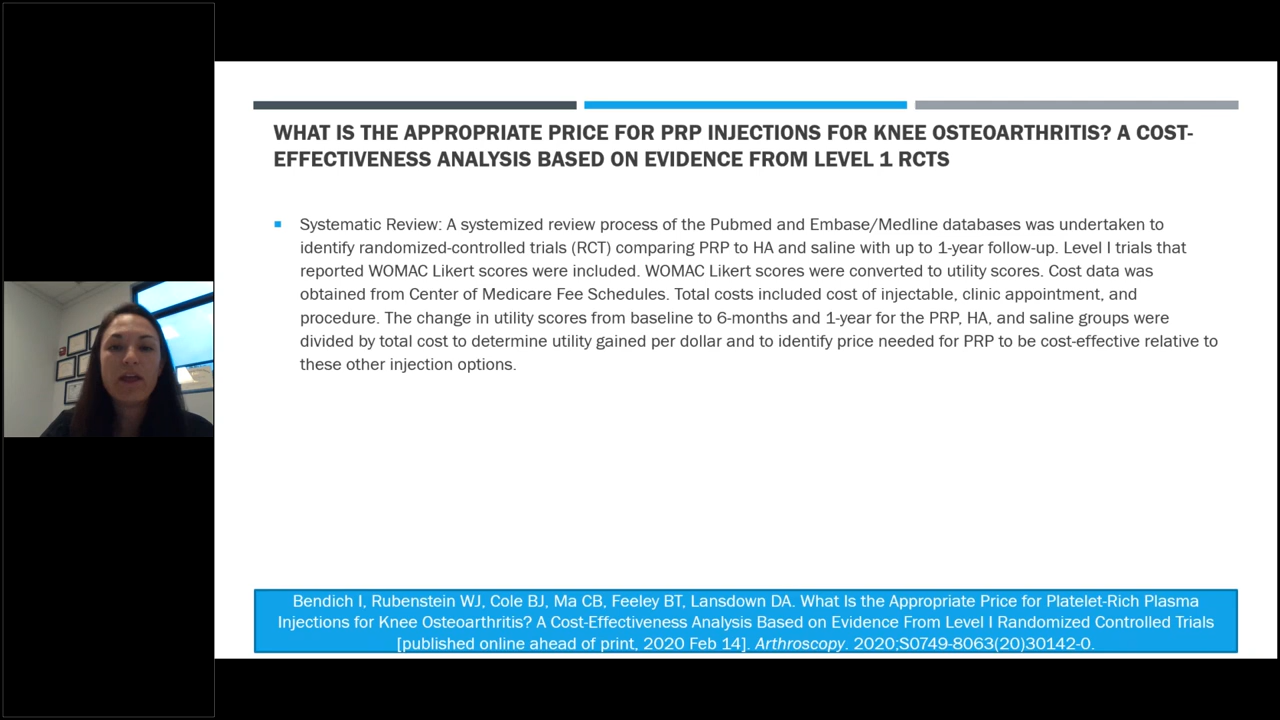 WHAT IS THE APPROPRIATE PRICE FOR PRP INJECTIONS FOR KNEE OSTEOARTHRITIS? A COST-
EFFECTIVENESS ANALYSIS BASED ON EVIDENCE FROM LEVEL 1 RCTS
Systematic Review: A systemized review process of the Pubmed and Embase/Medline databases was undertaken to
identify randomized-controlled trials (RCT) comparing PRP to HA and saline with up to 1-year follow-up. Level I trials that
reported WOMAC Likert scores were included. WOMAC Likert scores were converted to utility scores. Cost data was
obtained from Center of Medicare Fee Schedules. Total costs included cost of injectable, clinic appointment, and
procedure. The change in utility scores from baseline to 6-months and 1-year for the PRP, HA, and saline groups were
divided by total cost to determine utility gained per dollar and to identify price needed for PRP to be cost-effective relative to
these other injection options.
Bendich I, Rubenstein WJ, Cole BJ, Ma CB, Feeley BT, Lansdown DA. What Is the Appropriate Price for Platelet-Rich Plasma
Injections for Knee Osteoarthritis? A Cost-Effectiveness Analysis Based on Evidence From Level I Randomized Controlled Trials
[published online ahead of print, 2020 Feb 14]. Arthroscopy. 2020;S0749-8063(20)30142-0.